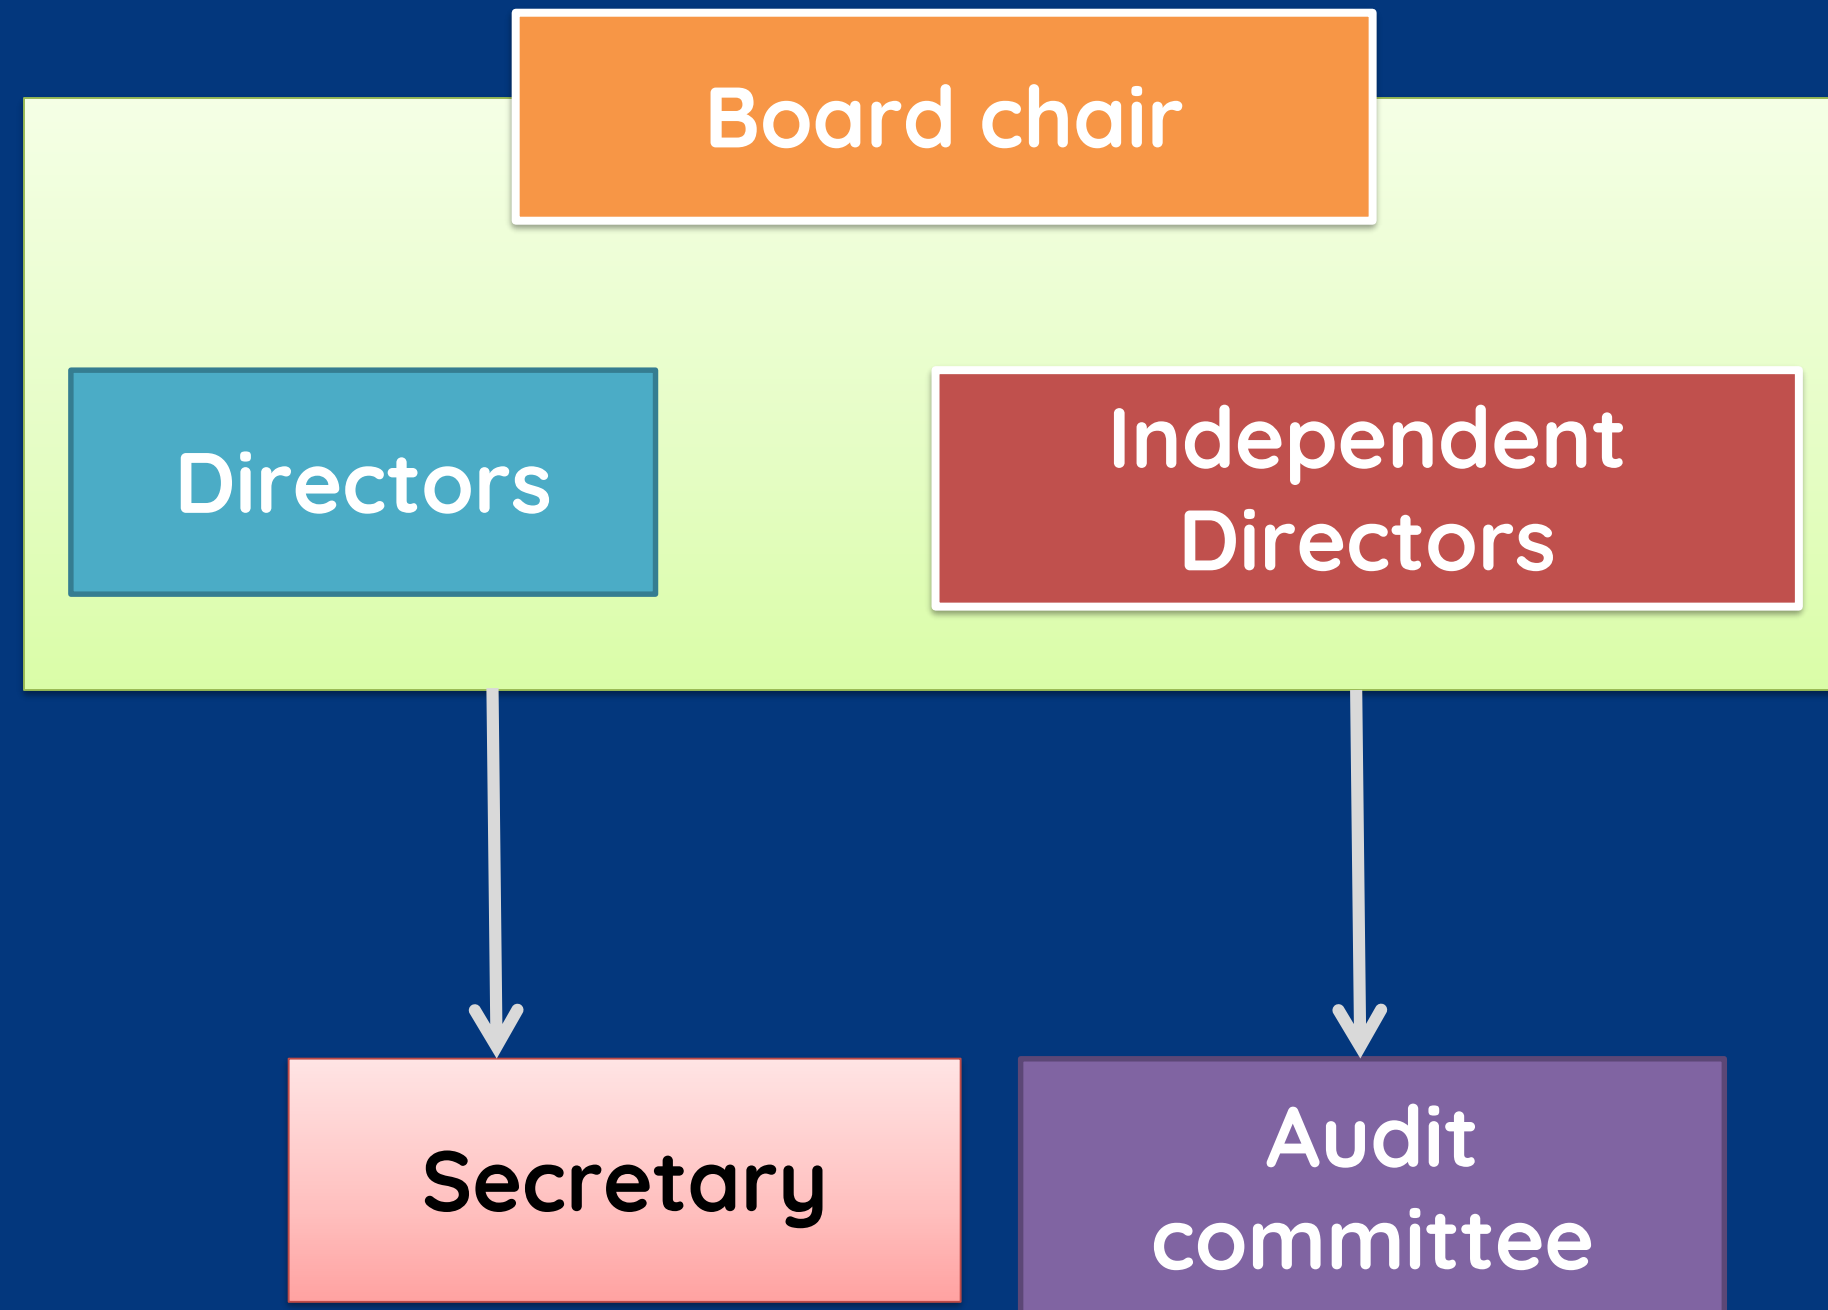 Board chair
Directors
Independent
Directors
Secretary
Audit
committee